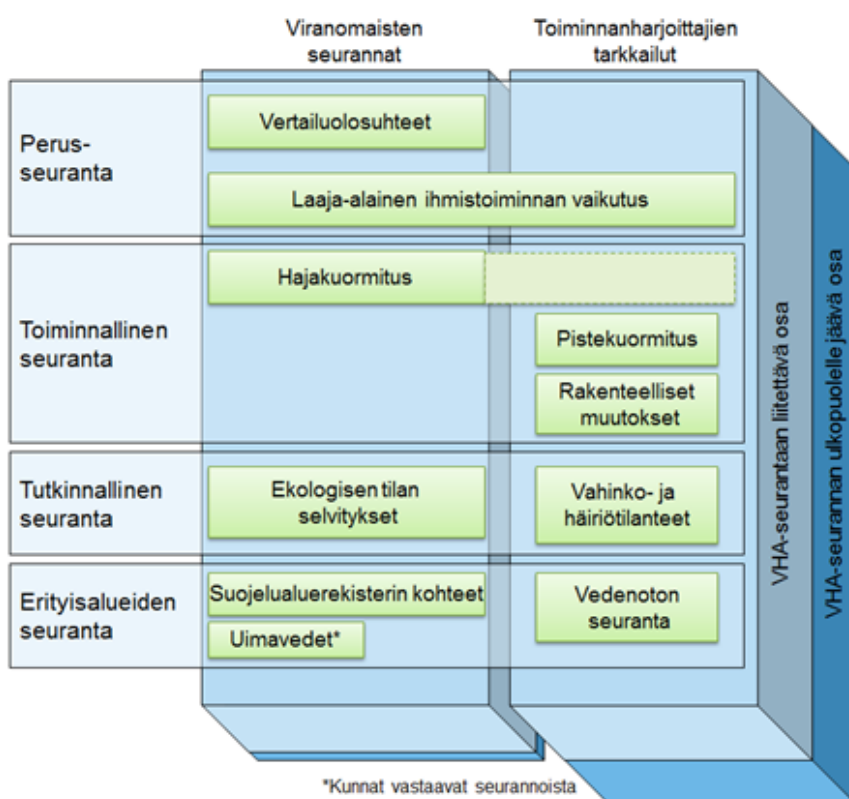 Viranomaisten
seurannat
Toiminnanharjoittajien
tarkkailut
Perus-
seuranta
Vertailuolosuhteet
Laaja-alainen ihmistoiminnan vaikutus
Toiminnallinen
seuranta
Hajakuormitus
Pistekuormitus
Rakenteelliset
muutokset
Tutkinnallinen
seuranta
Ekologisen tilan
selvitykset
Vahinko- ja
häiriötilanteet
Erityisalueiden
seuranta
Suojelualuerekisterin kohteet
Uimavedet*
Vedenoton
seuranta
VHA-seurantaan liitettävä osa
VHA-seurannan ulkopuolelle jäävä osa
*Kunnat vastaavat seurannoista